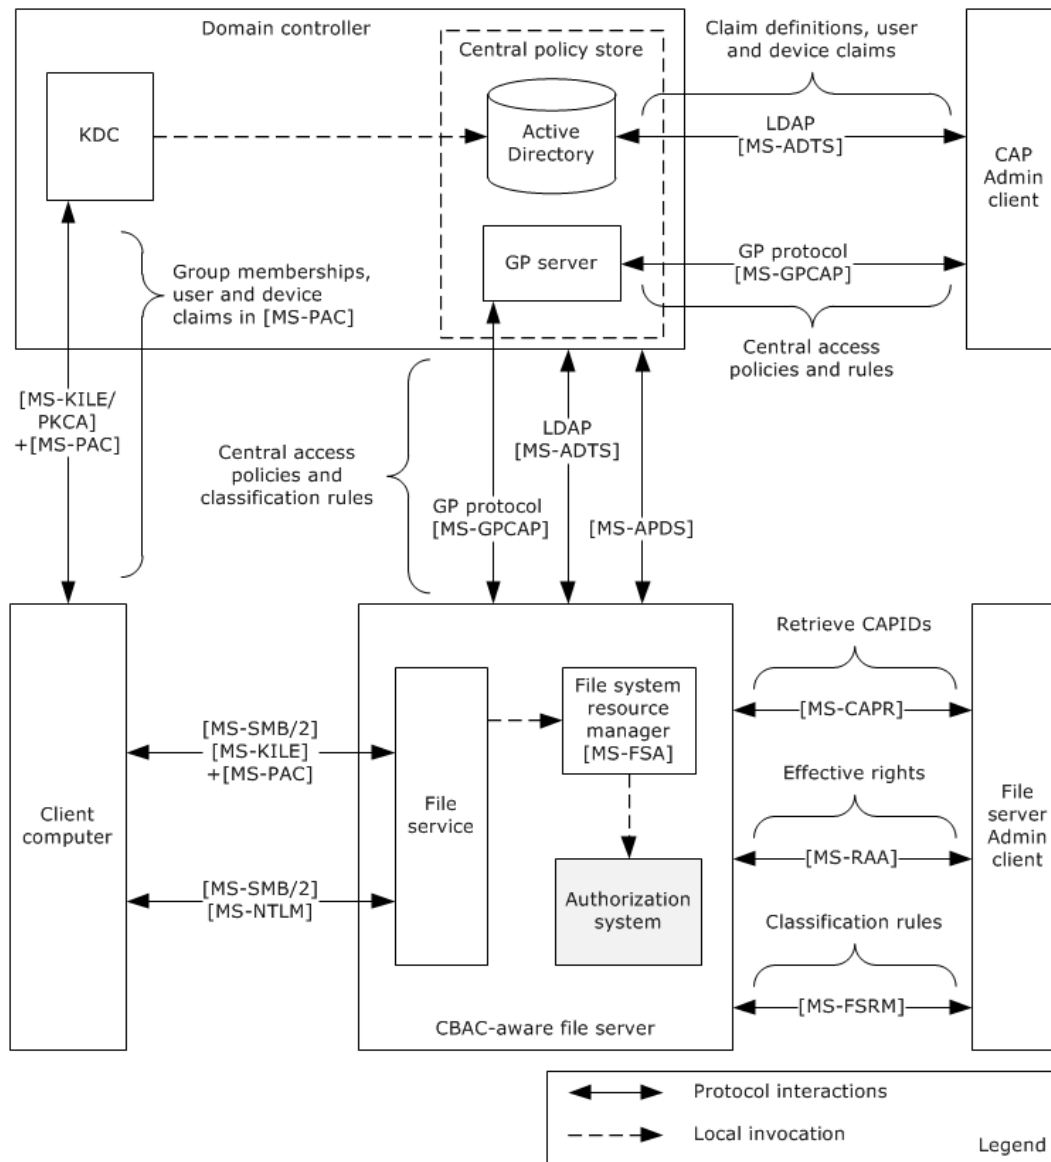 Domain controller
Central policy store
KDC
Active
Directory
GP server
Claim definitions, user
and device claims
LDAP
[MS-ADTS]
CAP
Admin
client
GP protocol
[MS-GPCAP]
Central access
policies and rules
Group memberships,
user and device
claims in [MS-PAC]
[MS-KILE/
PKCA]
+[MS-PAC]
Central access
policies and
classification rules
GP protocol
[MS-GPCAP]
LDAP
[MS-ADTS]
[MS-APDS]
Client
computer
[MS-SMB/2]
[MS-KILE]
+[MS-PAC]
[MS-SMB/2]
[MS-NTLM]
File
service
File system
resource
manager
[MS-FSA]
Authorization
system
CBAC-aware file server
Retrieve CAPIDs
[MS-CAPR]
Effective rights
[MS-RAA]
Classification rules
[MS-FSRM]
File
server
Admin
client
Protocol interactions
Local invocation
Legend